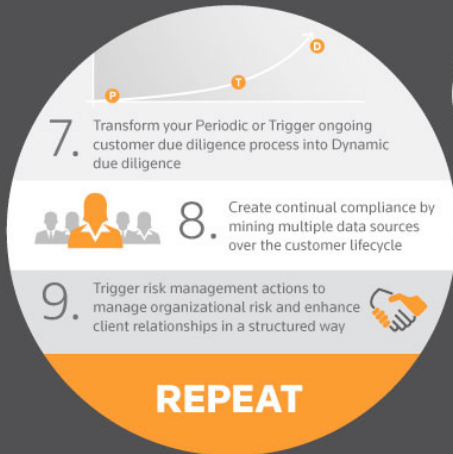 D
T
P
7. Transform your Periodic or Trigger ongoing
customer due diligence process into Dynamic
due diligence
8. Create continual compliance by
mining multiple data sources
over the customer lifecycle
9. Trigger risk management actions to
manage organizational risk and enhance
client relationships in a structured way
REPEAT